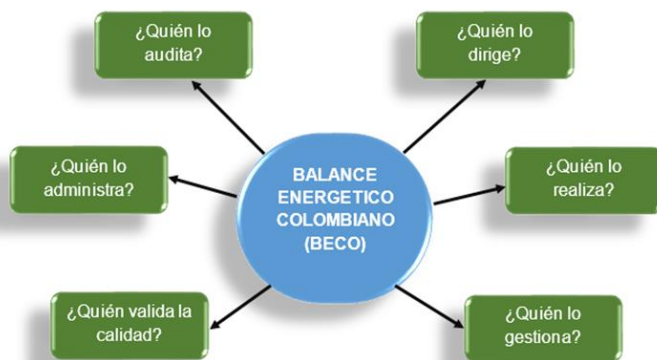 ¿Quién lo
audita?
¿Quién lo
dirige?
¿Quién lo
administra?
BALANCE
ENERGETICO
COLOMBIANO
(BECO)
¿Quién lo
realiza?
¿Quién valida la
calidad?
¿Quién lo
gestiona?